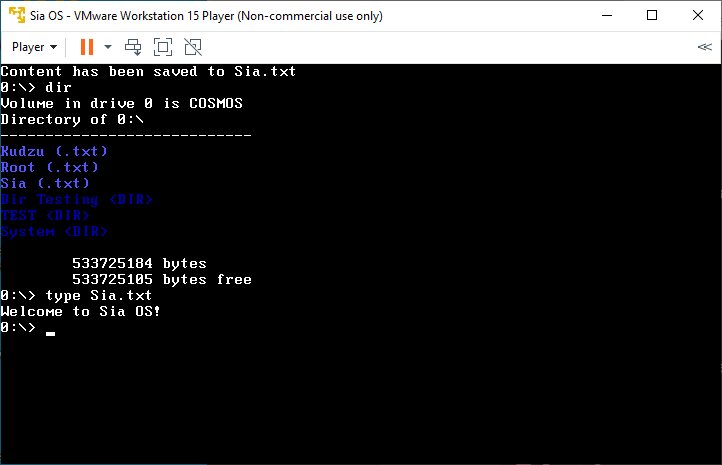 Sia OS - VMware Workstation 15 Player (Non-commercial use only)
Player
Content has been saved to Sia.txt
0:\> dir
Volume in drive 0 is COSMOS
Directory of 0:\
----------------------------
Kudzu (.txt)
Root (.txt)
Sia (.txt)
Dir Testing <DIR>
TEST <DIR>
System <DIR>
533725184 bytes
533725105 bytes free
0:\> type Sia.txt
Welcome to Sia OS!
0:\> _